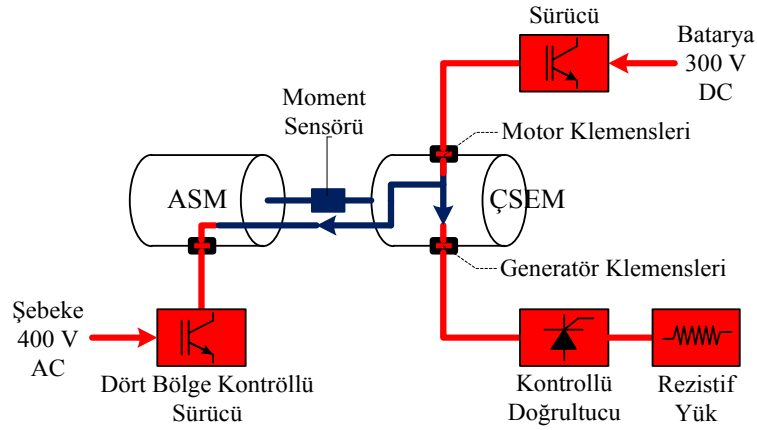 Sürücü
Batarya
300 V
DC
Moment
Sensörü
Motor Klemensleri
ASM
ÇSEM
Generatör Klemensleri
Şebeke
400 V
AC
Dört Bölge Kontröllü
Sürücü
Kontrollü
Doğrultucu
Rezistif
Yük